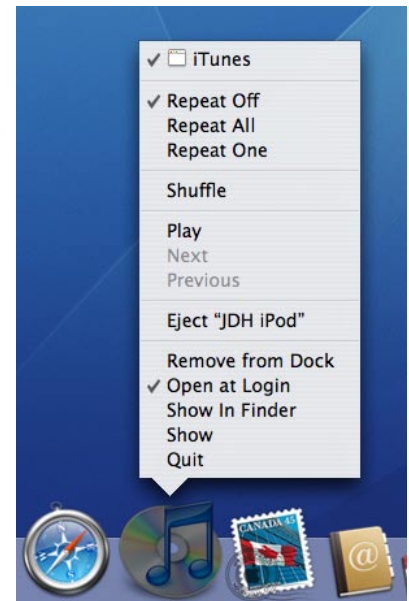 iTunes
Repeat Off
Repeat All
Repeat One
Shuffle
Play
Next
Previous
Eject “JDH iPod”
Remove from Dock
Open at Login
Show In Finder
Show
Quit
CANADA 45
@